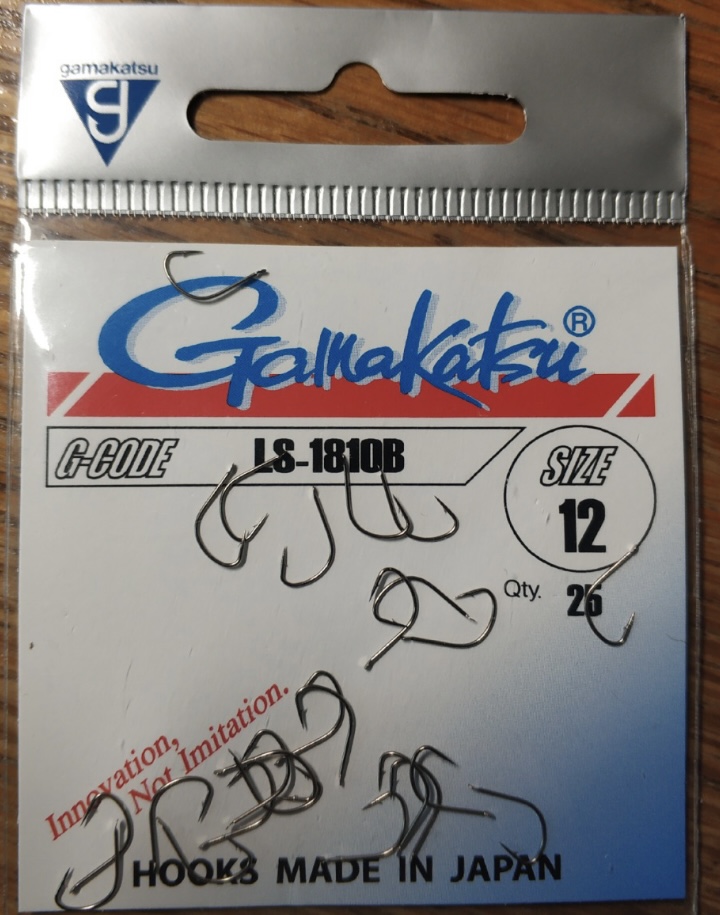 gamakatsu
Gamakatsu®
G-CODE LS-1810B
SIZE
12
Qty. 25
Innovation,
Not Imitation.
HOOKS MADE IN JAPAN